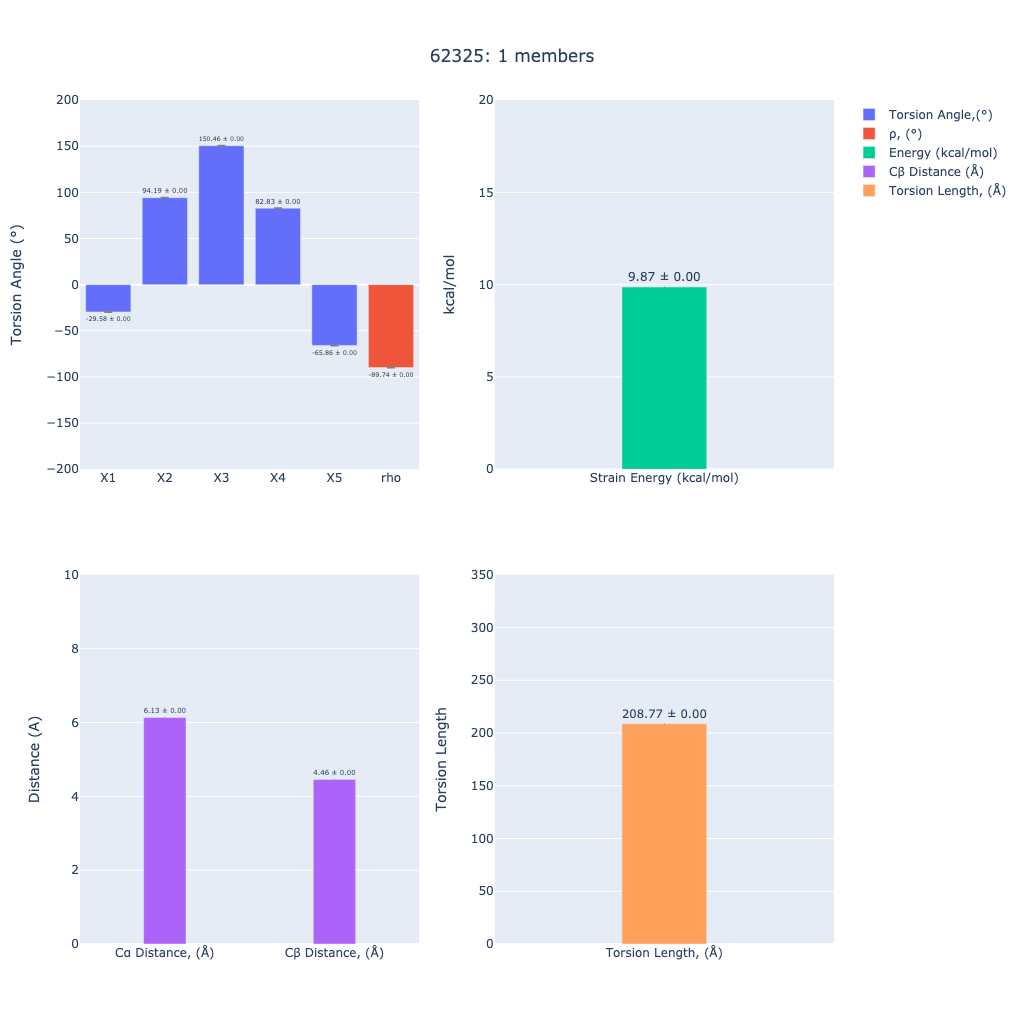 62325: 1 members
Torsion Angle (°)
200
150
100
50
0
−50
−100
−150
−200
-29.58 ± 0.00
94.19 ± 0.00
150.46 ± 0.00
82.83 ± 0.00
-65.86 ± 0.00
-89.74 ± 0.00
X1 X2 X3 X4 X5 rho
kcal/mol
20
15
10
5
0
9.87 ± 0.00
Strain Energy (kcal/mol)
Torsion Angle,(°)
ρ, (°)
Energy (kcal/mol)
Cβ Distance (Å)
Torsion Length, (Å)
Distance (A)
10
8
6
4
2
0
6.13 ± 0.00
4.46 ± 0.00
Cα Distance, (Å) Cβ Distance, (Å)
Torsion Length
350
300
250
200
150
100
50
0
208.77 ± 0.00
Torsion Length, (Å)